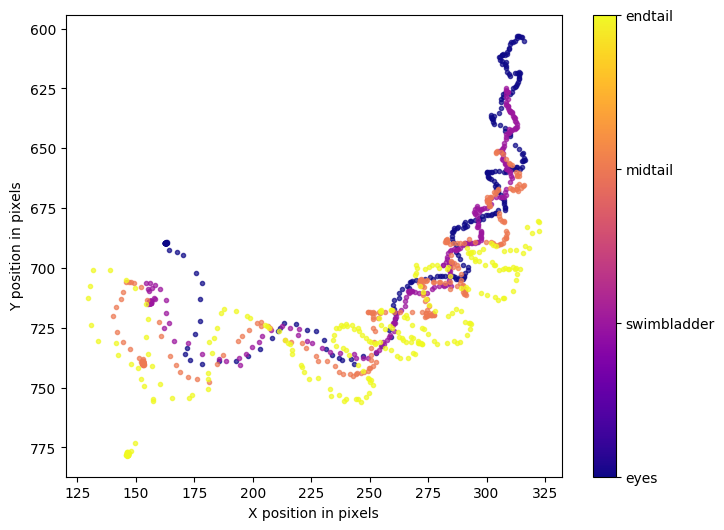 600
625
650
675
700
725
750
775
Y position in pixels
125 150 175 200 225 250 275 300 325
X position in pixels
endtail
midtail
swimbladder
eyes